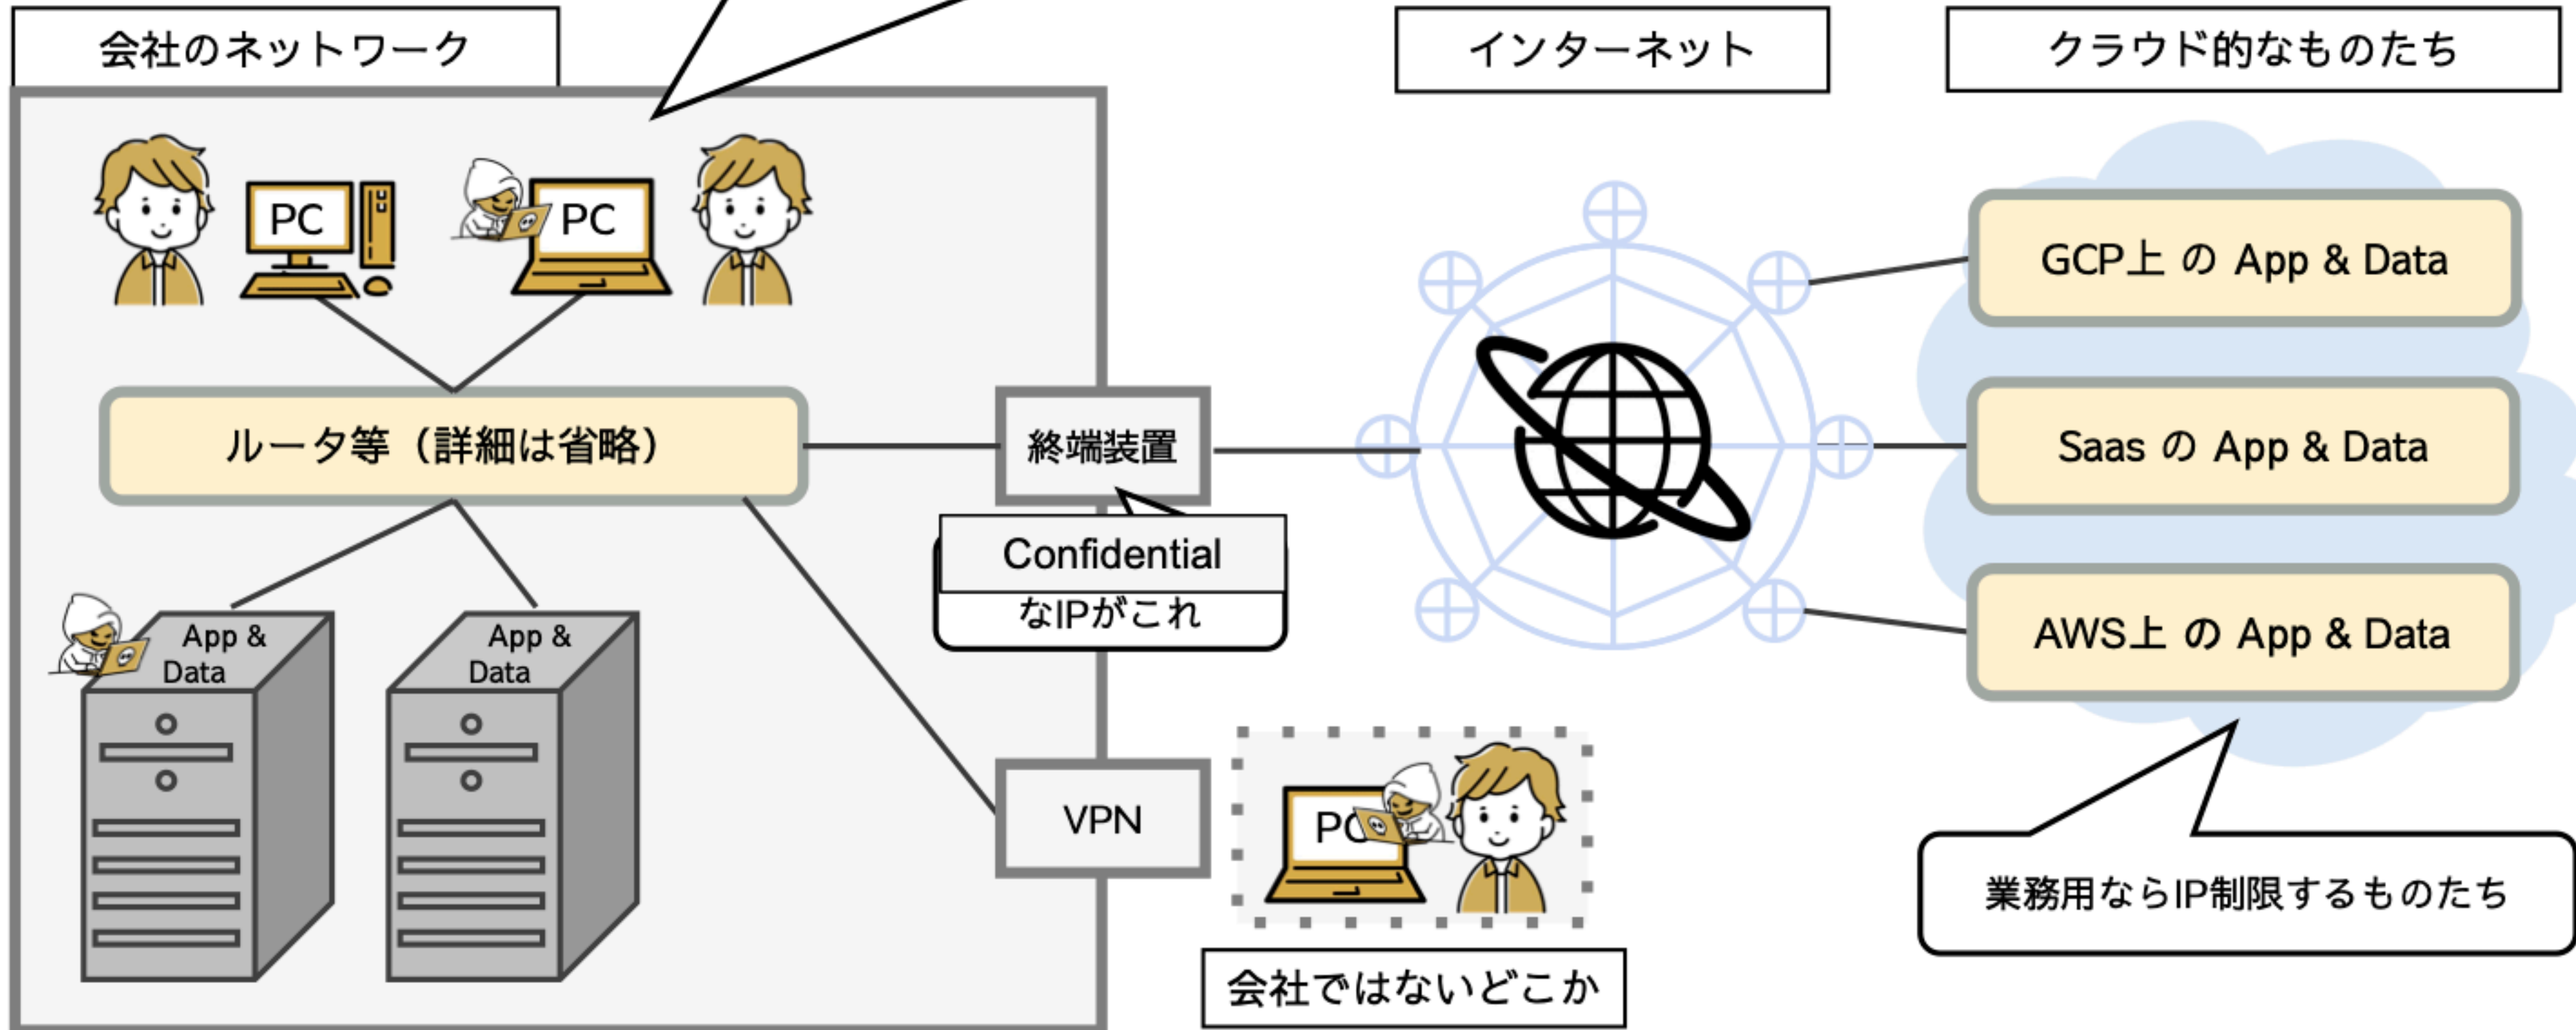 会社のネットワーク
インターネット
クラウド的なものたち
PC
PC
GCP上 の App & Data
ルータ等（詳細は省略）
終端装置
Saas の App & Data
Confidential
なIPがこれ
App &
Data
App &
Data
AWS上 の App & Data
VPN
PC
業務用ならIP制限するものたち
会社ではないどこか